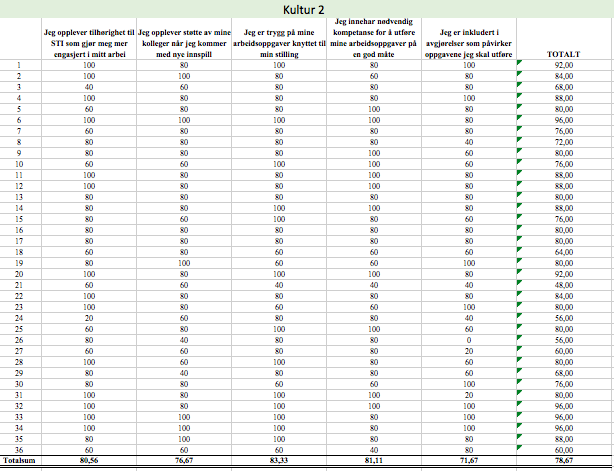 Kultur 2
Jeg opplever tilhørighet til STI som gjør meg mer engasjert i mitt arbei
Jeg opplever støtte av mine kolleger når jeg kommer med nye innspill
Jeg er trygg på mine arbeidsoppgaver knyttet til min stilling
Jeg innehar nødvendig kompetanse for å utføre mine arbeidsoppgaver på en god måte
Jeg er inkludert i avgjørelser som påvirker oppgavene jeg skal utføre
TOTALT
1 100 80 100 80 100 92,00
2 100 100 80 60 80 84,00
3 40 60 80 80 80 68,00
4 100 80 80 80 100 88,00
5 60 80 80 100 80 80,00
6 100 100 100 100 80 96,00
7 60 80 80 80 80 76,00
8 80 80 80 80 40 72,00
9 80 80 80 100 60 80,00
10 60 60 100 100 60 76,00
11 100 80 80 100 80 88,00
12 100 80 80 100 80 88,00
13 80 80 80 80 80 80,00
14 80 80 100 100 80 88,00
15 80 60 100 80 60 76,00
16 80 80 80 80 80 80,00
17 80 80 80 80 80 80,00
18 60 80 60 60 60 64,00
19 80 100 60 60 100 80,00
20 100 80 100 100 80 92,00
21 60 60 40 40 40 48,00
22 100 80 80 80 80 84,00
23 100 80 60 60 100 80,00
24 20 60 80 80 40 56,00
25 60 80 100 100 60 80,00
26 80 40 80 80 0 56,00
27 60 60 80 80 20 60,00
28 100 60 100 80 60 80,00
29 80 40 80 80 60 68,00
30 80 80 60 60 100 76,00
31 100 80 100 100 20 80,00
32 100 80 100 100 100 96,00
33 100 100 100 80 100 96,00
34 100 100 100 80 100 96,00
35 80 100 80 80 100 88,00
36 60 60 60 40 80 60,00
Totalsum 80,56 76,67 83,33 81,11 71,67 78,67